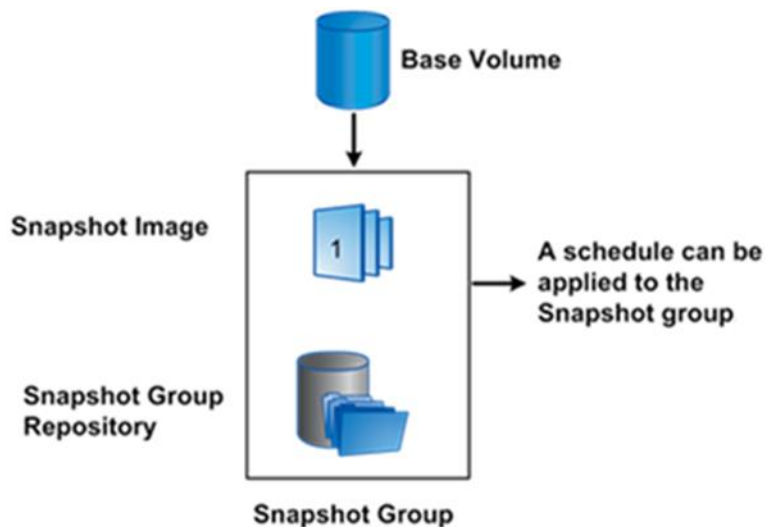 Base Volume
Snapshot Image
1
A schedule can be
applied to the
Snapshot group
Snapshot Group
Repository
Snapshot Group